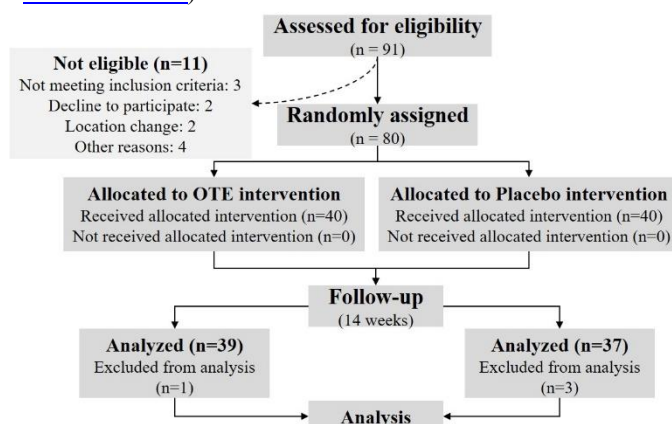 Assessed for eligibility
(n = 91)
Not eligible (n=11)
Not meeting inclusion criteria: 3
Decline to participate: 2
Location change: 2
Other reasons: 4
Randomly assigned
(n = 80)
Allocated to OTE intervention
Received allocated intervention (n=40)
Not received allocated intervention (n=0)
Allocated to Placebo intervention
Received allocated intervention (n=40)
Not received allocated intervention (n=0)
Follow-up
(14 weeks)
Analyzed (n=39)
Excluded from analysis
(n=1)
Analyzed (n=37)
Excluded from analysis
(n=3)
Analysis